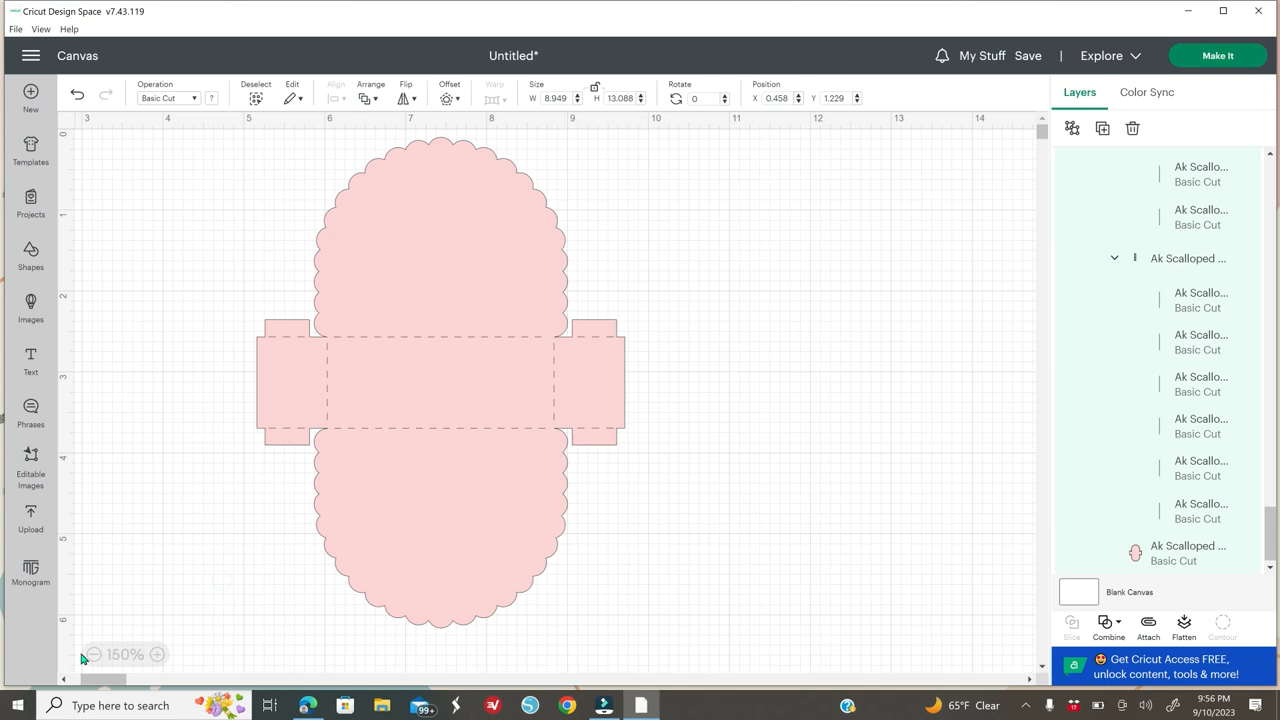 Cricut Design Space v7.43.119
File View Help
Canvas
Untitled*
My Stuff Save | Explore Make It
Operation
Basic Cut ?
Deselect Edit Align Arrange Flip Offset Warp
Size
W 8.949 H 13.088
Rotate
0
Position
X 0.458 Y 1.229
Layers Color Sync
New
Templates
Projects
Shapes
Images
Text
Phrases
Editable
Images
Upload
Monogram
3 4 5 6 7 8 9 10 11 12 13 14
0
1
2
3
4
5
6
150%
Ak Scallo...
Basic Cut
Ak Scallo...
Basic Cut
Ak Scalloped ...
Ak Scallo...
Basic Cut
Ak Scallo...
Basic Cut
Ak Scallo...
Basic Cut
Ak Scallo...
Basic Cut
Ak Scallo...
Basic Cut
Ak Scallo...
Basic Cut
Ak Scalloped ...
Basic Cut
Blank Canvas
Slice Combine Attach Flatten Contour
Get Cricut Access FREE,
unlock content, tools & more!
Type here to search
99+
65°F Clear
9:56 PM
9/10/2023